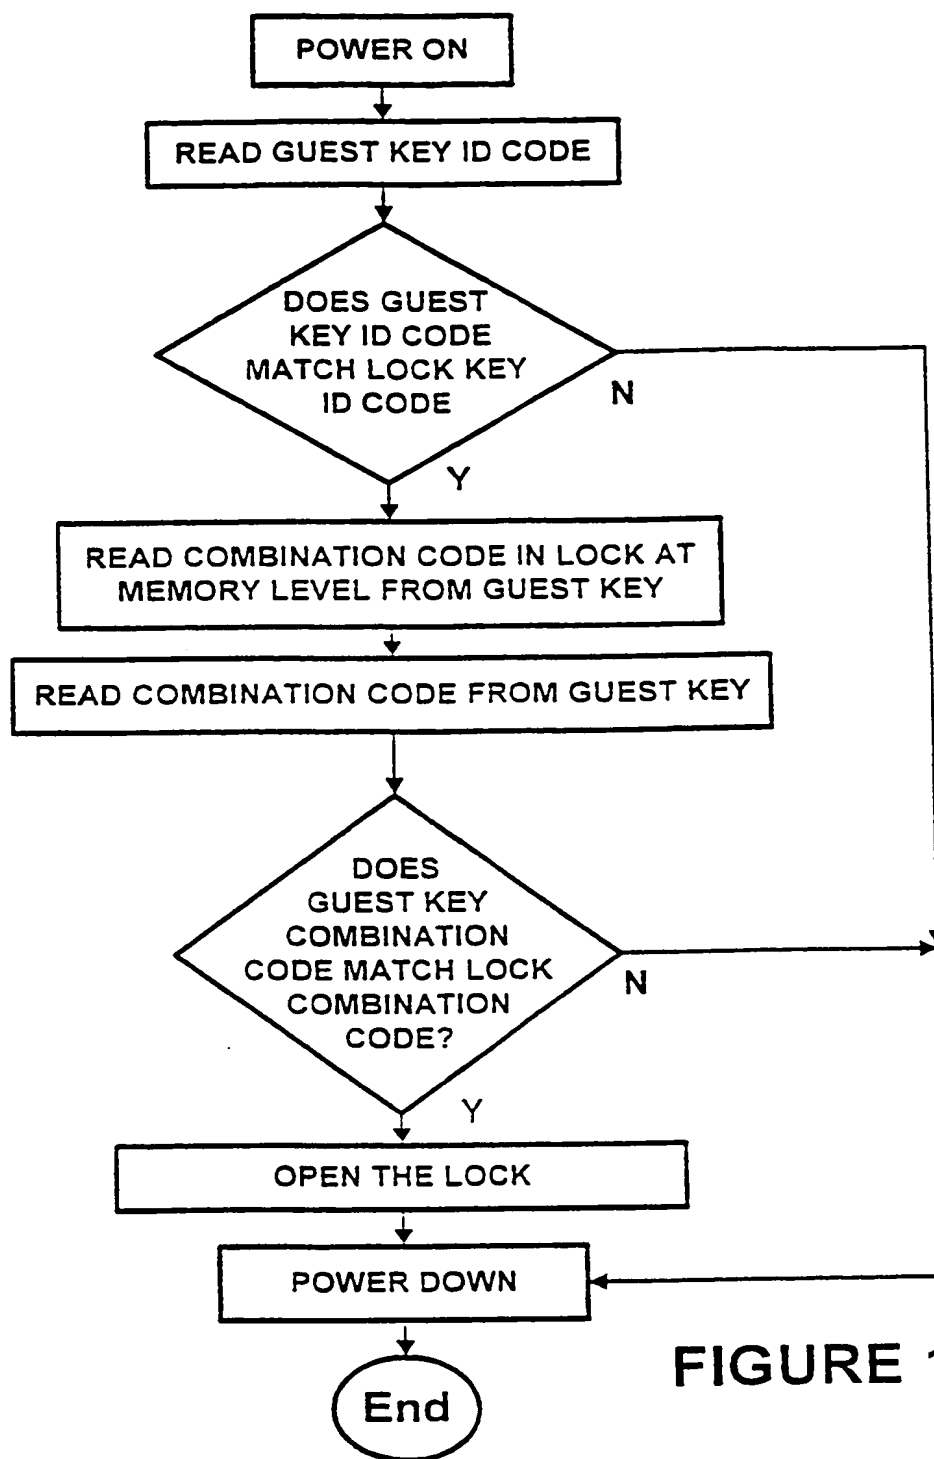 POWER ON
READ GUEST KEY ID CODE
DOES GUEST
KEY ID CODE
MATCH LOCK KEY
ID CODE
N
Y
READ COMBINATION CODE IN LOCK AT
MEMORY LEVEL FROM GUEST KEY
READ COMBINATION CODE FROM GUEST KEY
DOES
GUEST KEY
COMBINATION
CODE MATCH LOCK
COMBINATION
CODE?
N
Y
OPEN THE LOCK
POWER DOWN
FIGURE
End